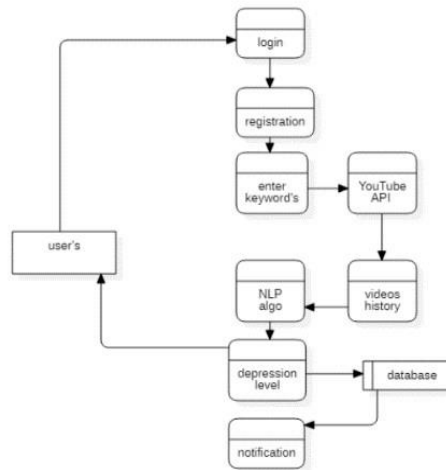 login
registration
enter
keyword's
YouTube
API
user's
NLP
algo
videos
history
depression
level
database
notification